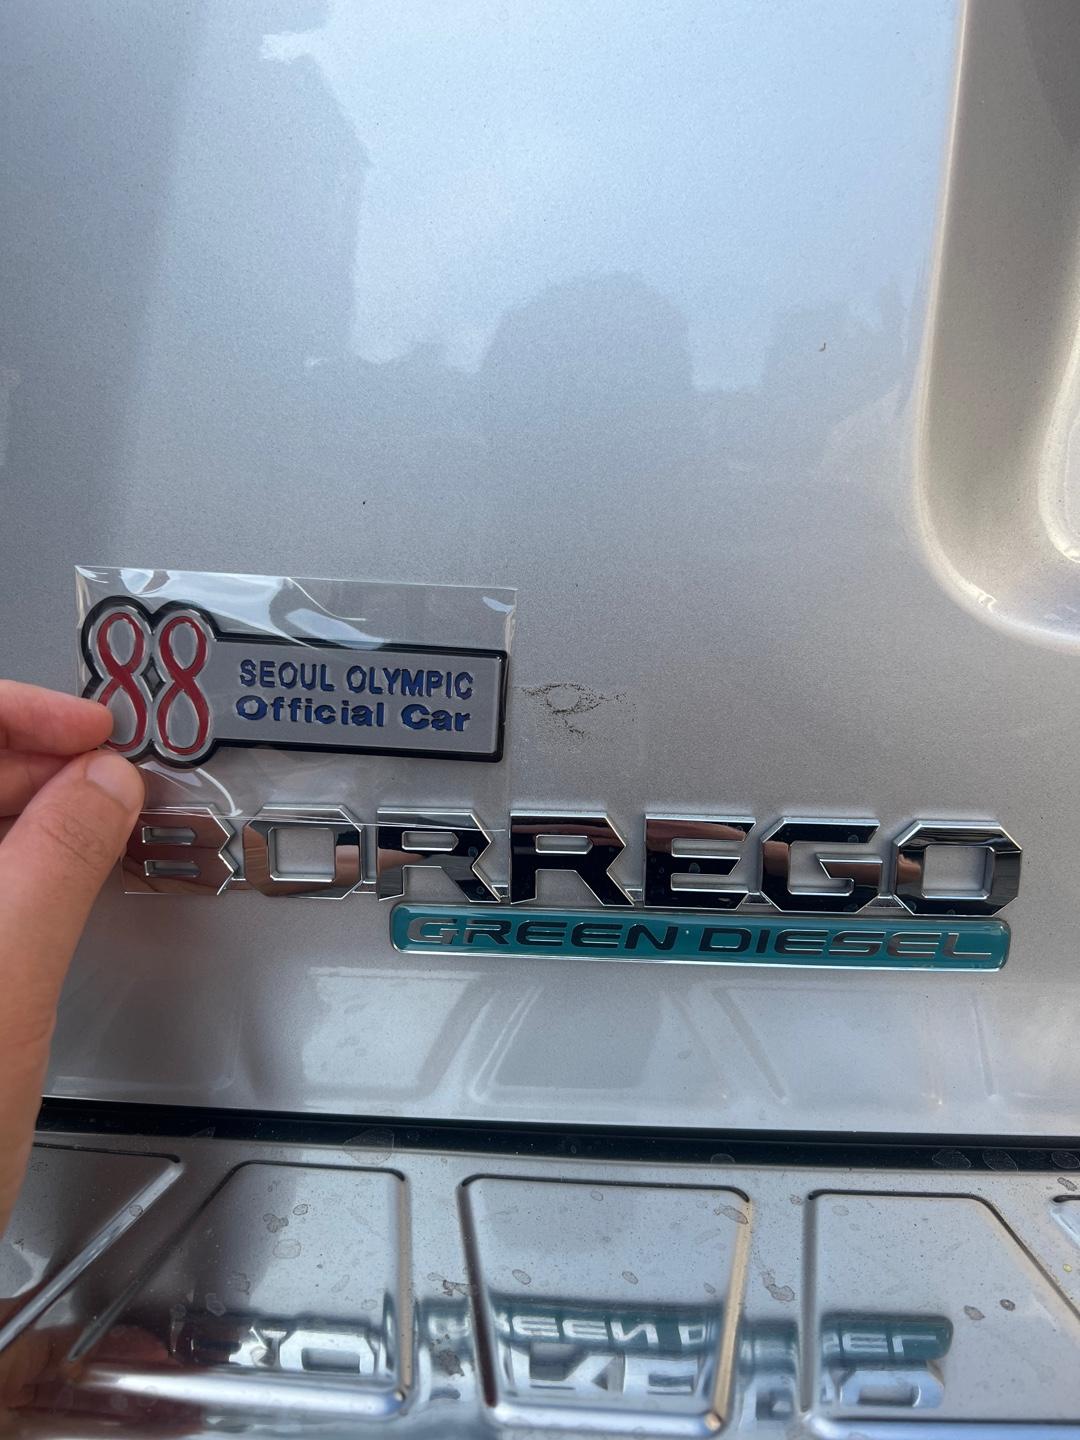 88
SEOUL OLYMPIC
Official Car
BORREGO
GREEN DIESEL